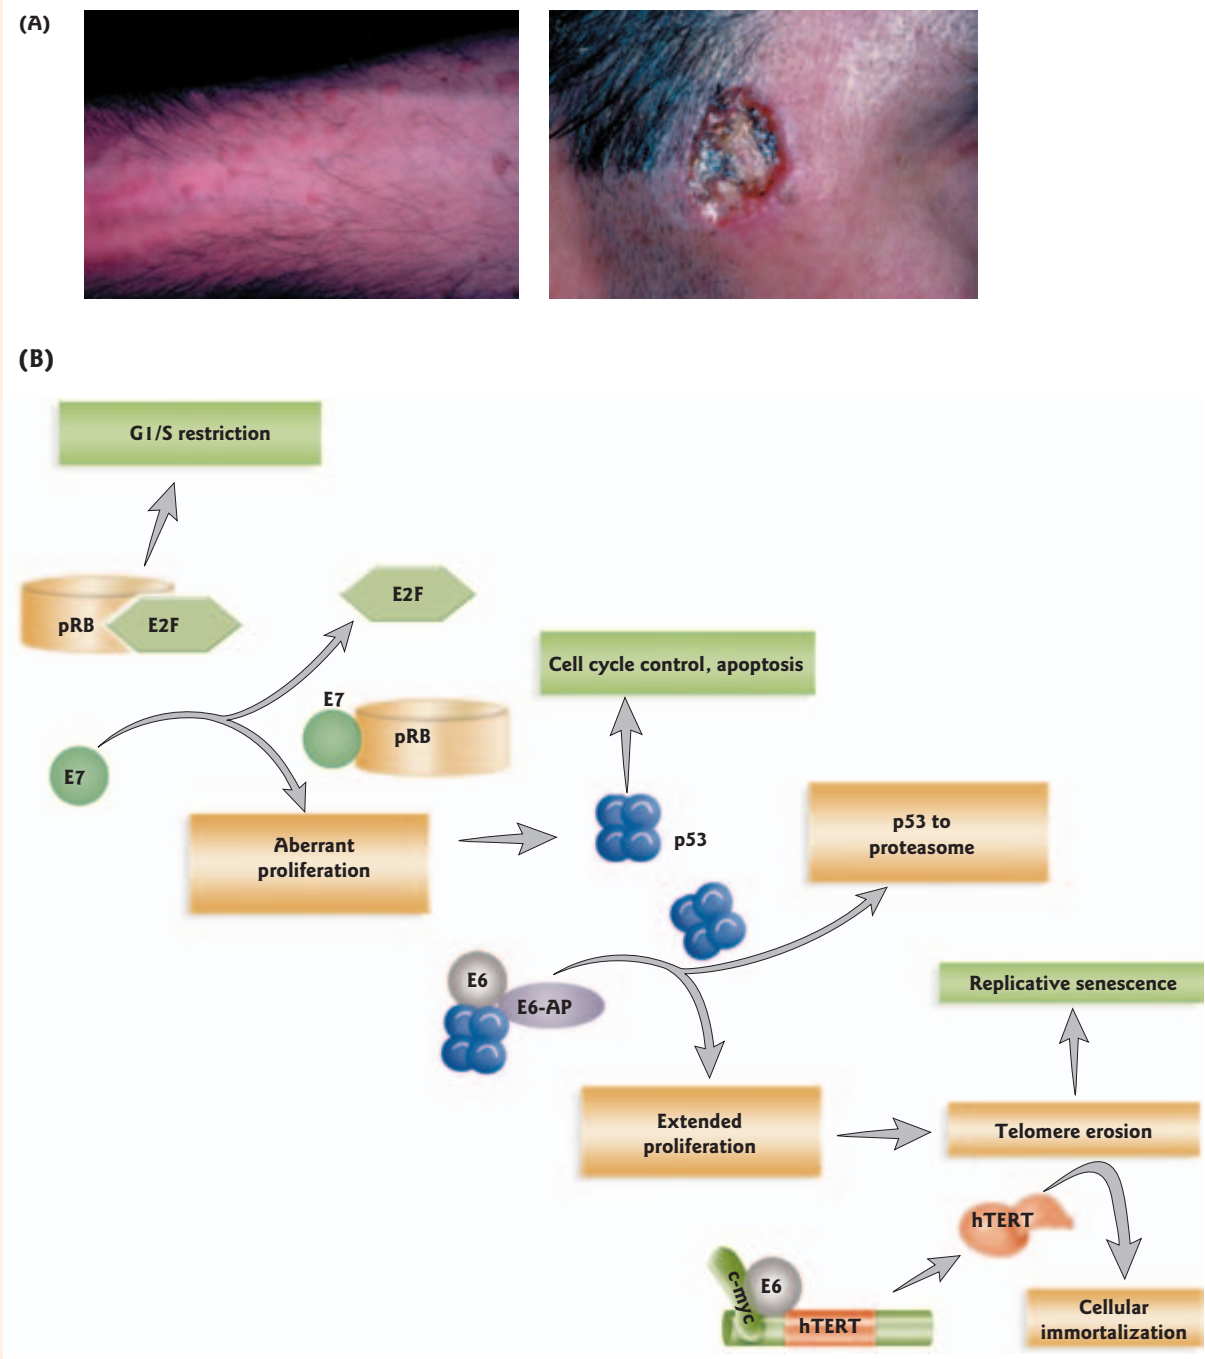 (A)
(B)
G1/S restriction
pRB
E2F
E2F
E7
pRB
E7
Cell cycle control, apoptosis
Aberrant
proliferation
p53
p53 to
proteasome
E6
E6-AP
Replicative senescence
Extended
proliferation
Telomere erosion
hTERT
c-myc
E6
hTERT
Cellular
immortalization